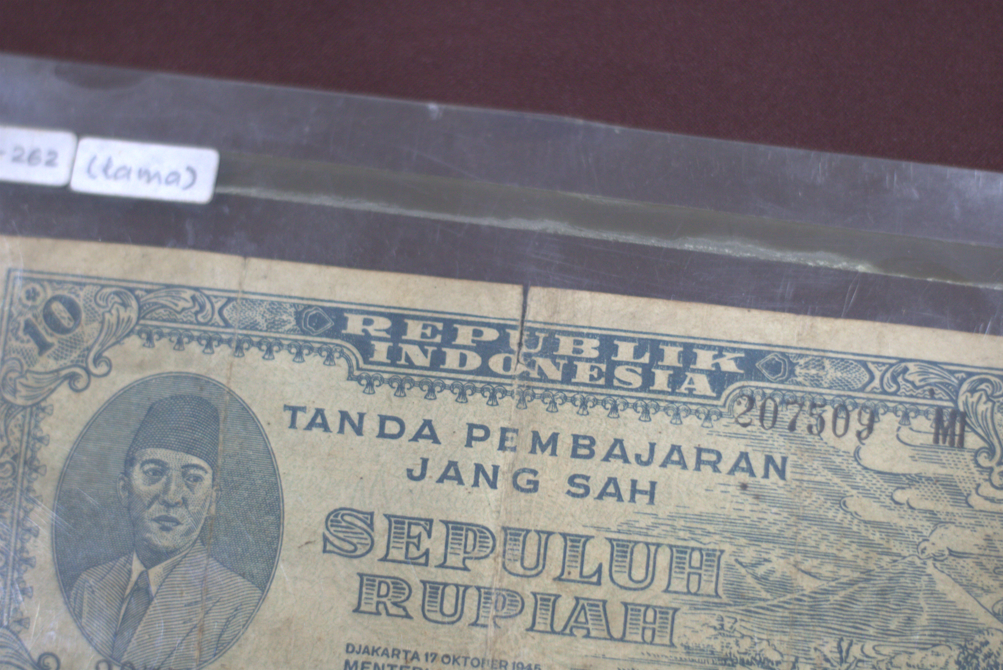 -262
(Lama)
10
REPUBLIK
INDONESIA
207509 MI
TANDA PEMBAJARAN
JANG SAH
SEPULUH
RUPIAH
DJAKARTA 17 OKTOBER 1945